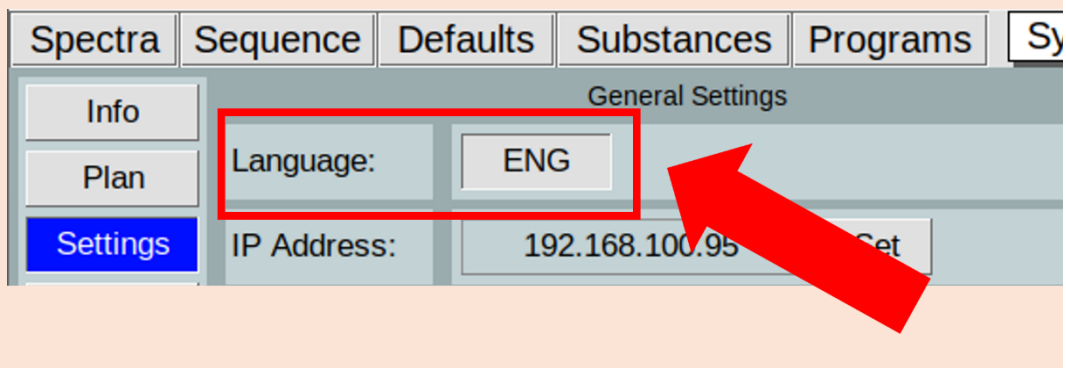 Spectra Sequence Defaults Substances Programs Sy
Info
General Settings
Plan
Language: ENG
Settings
IP Address: 192.168.100.95 Set